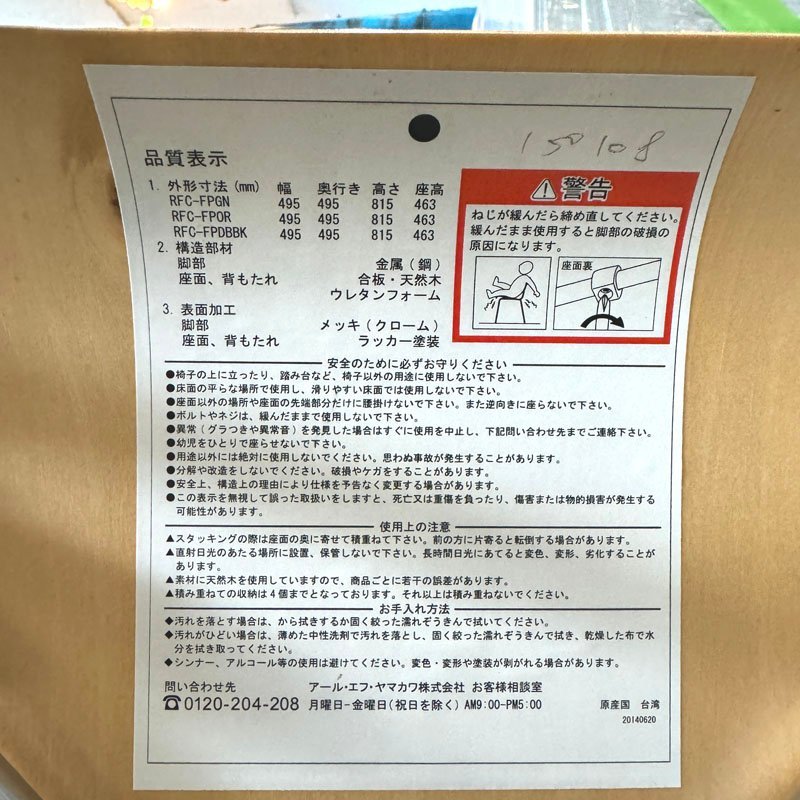 150108
品質表示
1. 外形寸法(mm) 幅 奥行き 高さ 座高
RFC-FPGN 495 495 815 463
RFC-FPOR 495 495 815 463
RFC-FPDBBK 495 495 815 463
2. 構造部材
脚部 金属(鋼)
座面、背もたれ 合板・天然木
ウレタンフォーム
3. 表面加工
脚部 メッキ(クローム)
座面、背もたれ ラッカー塗装
⚠警告
ねじが緩んだら締め直してください。
緩んだまま使用すると脚部の破損の
原因になります。
座面裏
安全のために必ずお守りください
●椅子の上に立ったり、踏み台など、椅子以外の用途に使用しないで下さい。
●床面の平らな場所で使用し、滑りやすい床面では使用しないで下さい。
●座面以外の場所や座面の先端部分だけに腰掛けないで下さい。また逆向きに座らないで下さい。
●ボルトやネジは、緩んだままで使用しないで下さい。
●異常(グラつきや異常音)を発見した場合はすぐに使用を中止し、下記問い合わせ先までご連絡下さい。
●幼児をひとりで座らせないで下さい。
●用途以外には絶対に使用しないでください。思わぬ事故が発生することがあります。
●分解や改造をしないでください。破損やケガをすることがあります。
●安全上、構造上の理由により仕様を予告なく変更する場合があります。
●この表示を無視して誤った取扱いをしますと、死亡又は重傷を負ったり、傷害または物的損害が発生する
可能性があります。
使用上の注意
▲スタッキングの際は座面の奥に寄せて積重ねて下さい。前の方に片寄ると転倒する場合があります。
▲直射日光のあたる場所に設置、保管しないで下さい。長時間日光にあてると変色、変形、劣化することが
あります。
▲素材に天然木を使用していますので、商品ごとに若干の誤差があります。
▲積み重ねての収納は4個までとなっております。それ以上は積み重ねないでください。
お手入れ方法
◆汚れを落とす場合は、から拭きするか固く絞った濡れぞうきんで拭いてください。
◆汚れがひどい場合は、薄めた中性洗剤で汚れを落とし、固く絞った濡れぞうきんで拭き、乾燥した布で水
分を拭き取ってください。
◆シンナー、アルコール等の使用は避けてください。変色・変形や塗装が剥がれる場合があります。
問い合わせ先 アール・エフ・ヤマカワ株式会社 お客様相談室
☎0120-204-208 月曜日-金曜日(祝日を除く) AM9:00-PM5:00 原産国 台湾
20140620